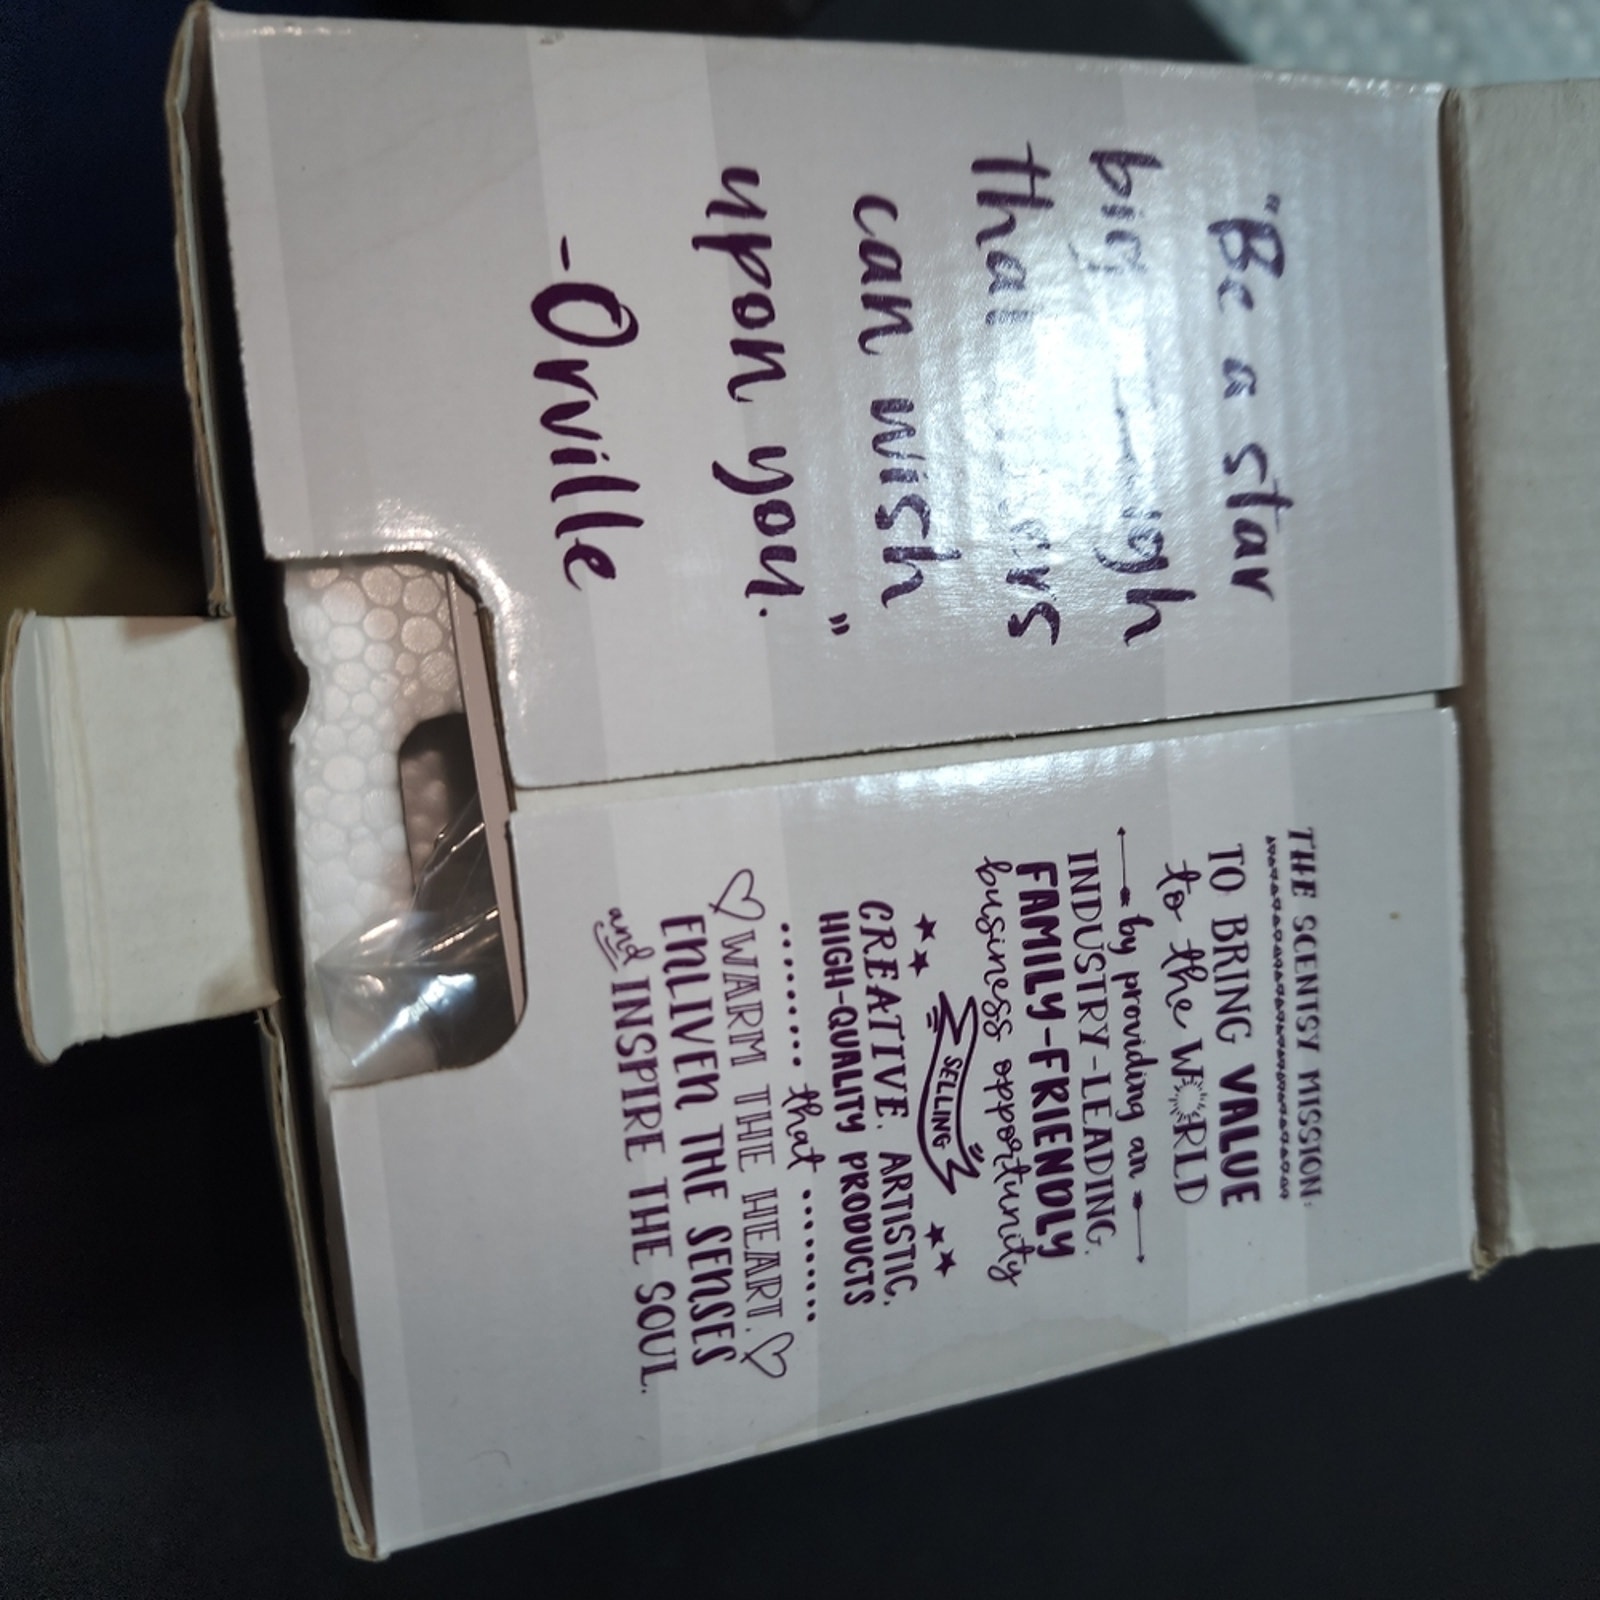 "Be a star
big
that
can wish
upon you."
-Orville
THE SCENTSY MISSION:
TO BRING VALUE
to the WORLD
by providing an
INDUSTRY-LEADING,
FAMILY-FRIENDLY
business opportunity
SELLING
CREATIVE, ARTISTIC,
HIGH-QUALITY PRODUCTS
that
WARM THE HEART,
ENLIVEN THE SENSES
and INSPIRE THE SOUL.